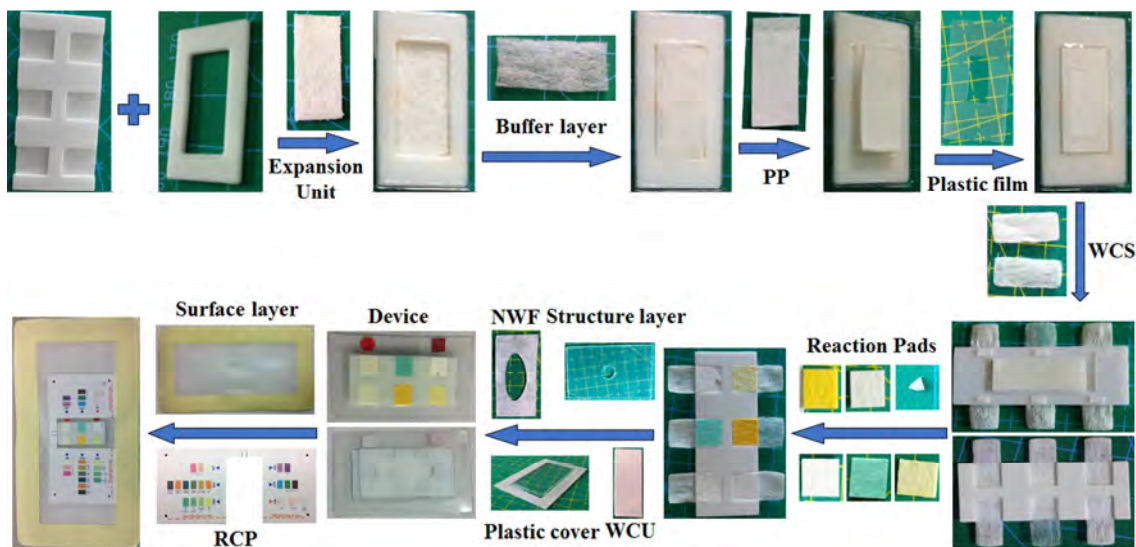 Expansion
Unit
Buffer layer
PP
Plastic film
WCS
Surface layer
Device
NWF Structure layer
Reaction Pads
RCP
Plastic cover WCU